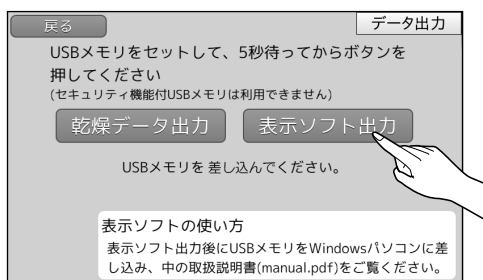 戻る
データ出力
USBメモリをセットして、5秒待ってからボタンを
押してください
(セキュリティ機能付USBメモリは利用できません)
乾燥データ出力
表示ソフト出力
USBメモリを 差し込んでください。
表示ソフトの使い方
表示ソフト出力後にUSBメモリをWindowsパソコンに差
し込み、中の取扱説明書(manual.pdf)をご覧ください。